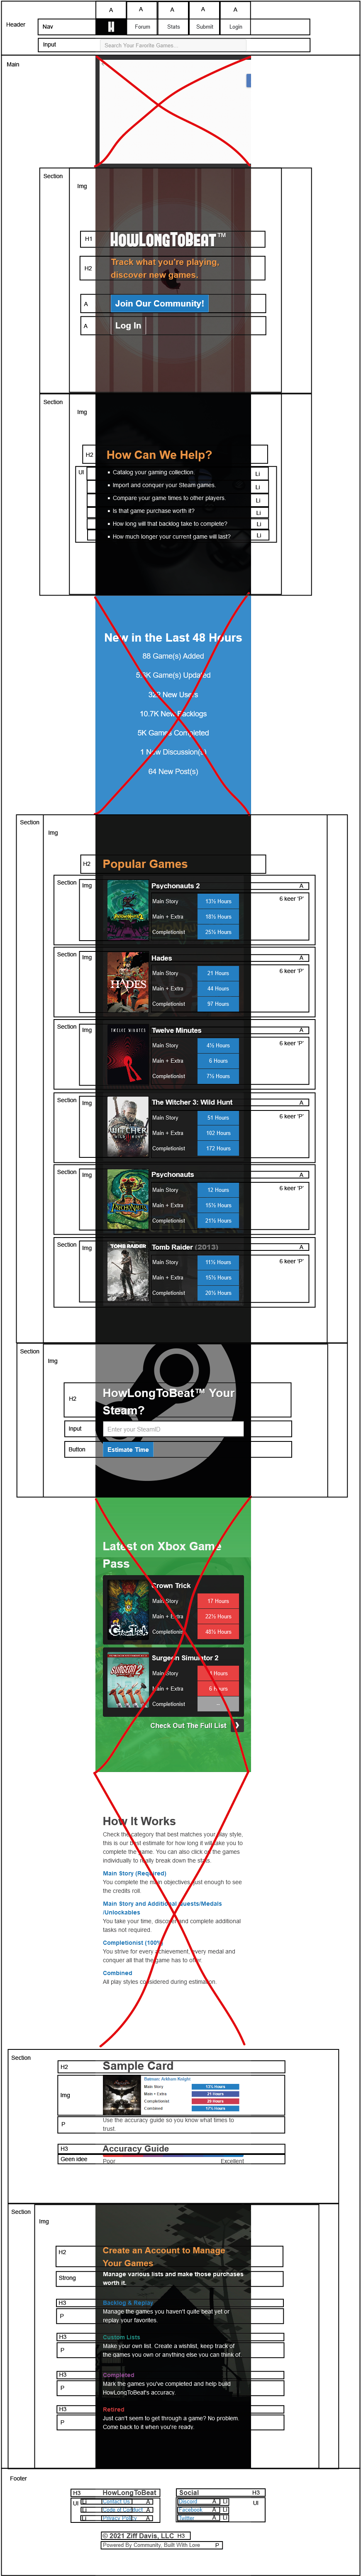 A A A A A
Header Nav H Forum Stats Submit Login
Input Search Your Favorite Games...
Main
Section
Img
H1 HowLongToBeat™
H2 Track what you're playing,
discover new games.
A Join Our Community!
A Log In
Section
Img
H2 How Can We Help?
Ul • Catalog your gaming collection. Li
• Import and conquer your Steam games. Li
• Compare your game times to other players. Li
• Is that game purchase worth it? Li
• How long will that backlog take to complete? Li
• How much longer your current game will last? Li
New in the Last 48 Hours
88 Game(s) Added
Game(s) Updated
New Users
10.7K New Backlogs
5K Games Completed
1 New Discussion(s)
64 New Post(s)
Section
Img
H2 Popular Games
Section Img Psychonauts 2 A
Main Story 13½ Hours 6 keer 'P'
Main + Extra 18½ Hours
Completionist 25½ Hours
Section Img Hades A
Main Story 21 Hours 6 keer 'P'
Main + Extra 44 Hours
Completionist 97 Hours
HADES
Section Img Twelve Minutes A
TWELVE MINUTES
Main Story 4½ Hours 6 keer 'P'
Main + Extra 6 Hours
Completionist 7½ Hours
Section Img The Witcher 3: Wild Hunt A
Main Story 51 Hours 6 keer 'P'
Main + Extra 102 Hours
Completionist 172 Hours
WITCHER
Section Img Psychonauts A
Main Story 12 Hours 6 keer 'P'
Main + Extra 15½ Hours
Completionist 21½ Hours
Section Img Tomb Raider (2013) A
TOMB RAIDER
Main Story 11½ Hours 6 keer 'P'
Main + Extra 15½ Hours
Completionist 20½ Hours
Section
Img
H2 HowLongToBeat™ Your
Steam?
Input Enter your SteamID
Button Estimate Time
Latest on Xbox Game
Pass
Crown Trick
Main Story 17 Hours
Main + Extra 22½ Hours
Completionist 48½ Hours
Surgeon Simulator 2
Main Story Hours
Main + Extra 6 Hours
Completionist --
Check Out The Full List ❯
How It Works
Check the category that best matches your play style,
this is our best estimate for how long it will take you to
complete the game. You can also click on the games
individually to really break down the stats.
Main Story (Required)
You complete the main objectives, just enough to see
the credits roll.
Main Story and Additional Quests/Medals
/Unlockables
You take your time, discover and complete additional
tasks not required.
Completionist (100%)
You strive for every achievement, every medal and
conquer all that the game has to offer.
Combined
All play styles considered during estimation.
Section
H2 Sample Card
Img Batman: Arkham Knight
Main Story 15½ Hours
Main + Extra 31 Hours
Completionist
Combined
P Use the accuracy guide so you know what times to
trust.
H3 Accuracy Guide
Geen idee Poor Excellent
Section
Img
H2 Create an Account to Manage
Your Games
Strong Manage various lists and make those purchases
worth it.
H3 Backlog & Replay
P Manage the games you haven't quite beat yet or
replay your favorites.
H3 Custom Lists
P Make your own list. Create a wishlist, keep track of
the games you own or anything else you can think of.
H3 Completed
P Mark the games you've completed and help build
HowLongToBeat's accuracy.
H3 Retired
P Just can't seem to get through a game? No problem.
Come back to it when you're ready.
Footer
H3 HowLongToBeat Social H3
Ul Li Contact Us A Discord A Li Ul
Li Code of Conduct A Facebook A Li
Li Privacy Policy A Twitter A Li
© 2021 Ziff Davis, LLC H3
Powered By Community, Built With Love P